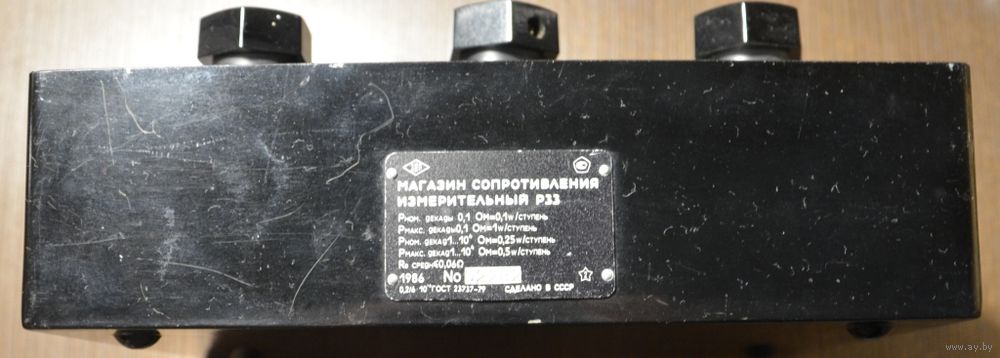 МАГАЗИН СОПРОТИВЛЕНИЯ
ИЗМЕРИТЕЛЬНЫЙ Р33
Рном. декады 0,1 Ом=0,1w/ступень
Рмакс. декады 0,1 Ом=1w/ступень
Рном. декад 1...10⁴ Ом=0,25w/ступень
Рмакс. декад 1...10⁴ Ом=0,5w/ступень
R₀ средн≤0,06Ω
1986 No
0,2/6·10⁻⁶ ГОСТ 23737-79 СДЕЛАНО В СССР
www.ay.by